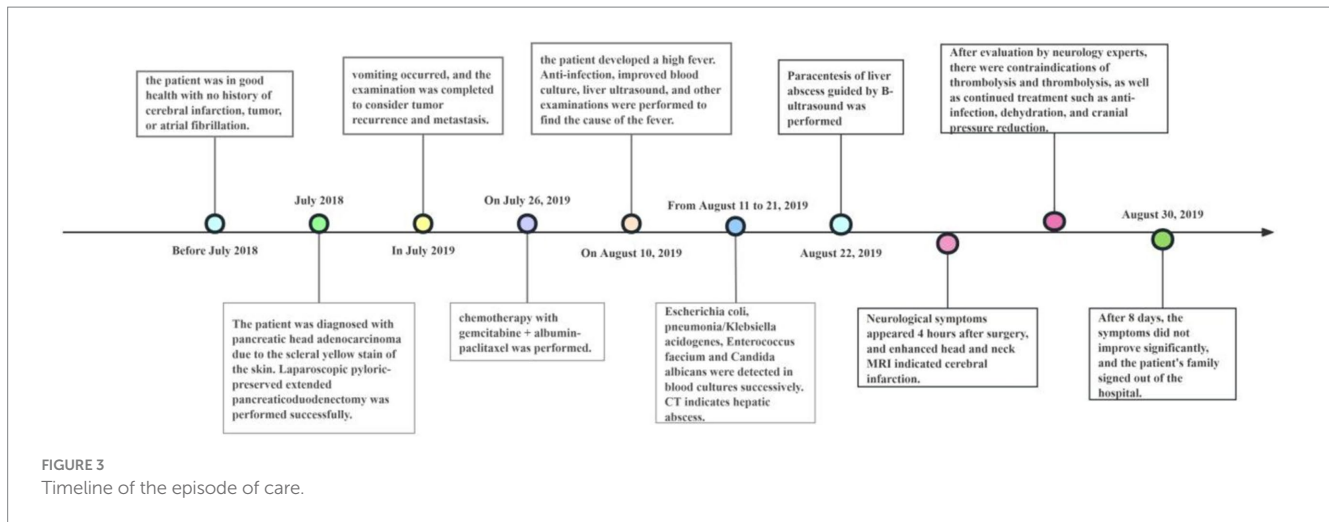 the patient was in good
health with no history of
cerebral infarction, tumor,
or atrial fibrillation.
vomiting occurred, and the
examination was completed
to consider tumor
recurrence and metastasis.
the patient developed a high fever.
Anti-infection, improved blood
culture, liver ultrasound, and other
examinations were performed to
find the cause of the fever.
Paracentesis of liver
abscess guided by B-
ultrasound was
performed
After evaluation by neurology experts,
there were contraindications of
thrombolysis and thrombolysis, as well
as continued treatment such as anti-
infection, dehydration, and cranial
pressure reduction.
July 2018
On July 26, 2019
From August 11 to 21, 2019
August 30, 2019
Before July 2018
In July 2019
On August 10, 2019
August 22, 2019
The patient was diagnosed with
pancreatic head adenocarcinoma
due to the scleral yellow stain of
the skin. Laparoscopic pyloric-
preserved extended
pancreaticoduodenectomy was
performed successfully.
chemotherapy with
gemcitabine + albumin-
paclitaxel was performed.
Escherichia coli,
pneumonia/Klebsiella
acidogenes, Enterococcus
faecium and Candida
albicans were detected in
blood cultures successively.
CT indicates hepatic
abscess.
Neurological symptoms
appeared 4 hours after surgery,
and enhanced head and neck
MRI indicated cerebral
infarction.
After 8 days, the
symptoms did not
improve significantly,
and the patient's family
signed out of the
hospital.
FIGURE 3
Timeline of the episode of care.